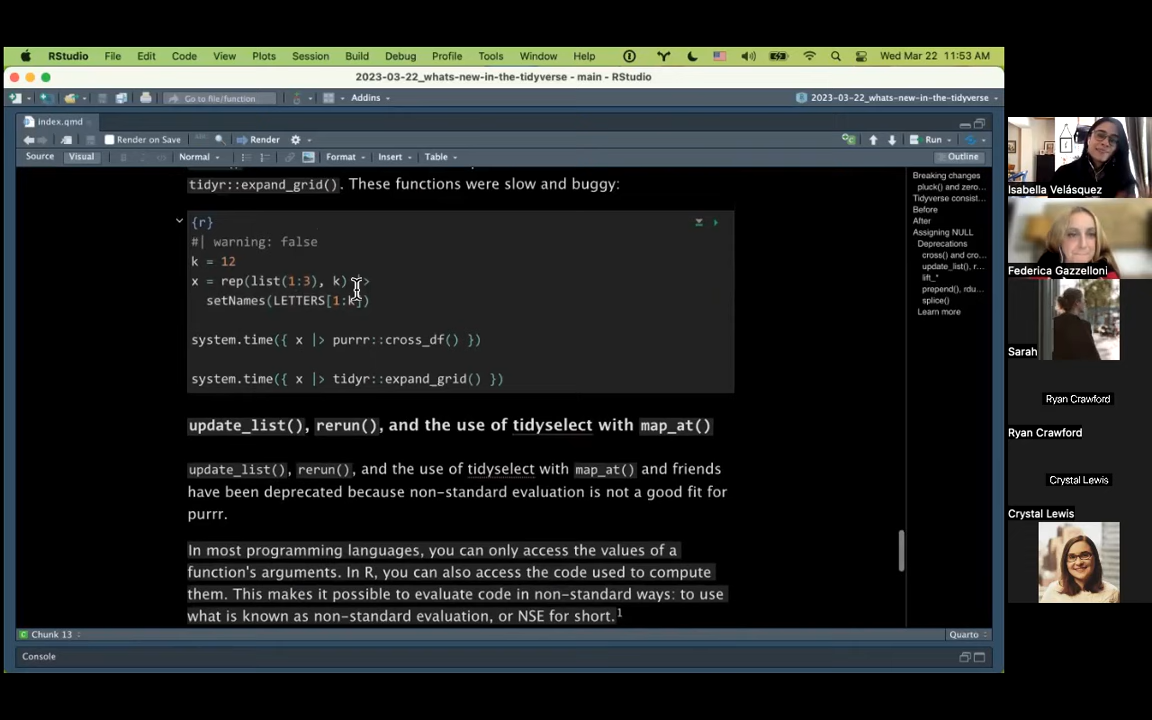 RStudio File Edit Code View Plots Session Build Debug Profile Tools Window Help Wed Mar 22 11:53 AM
2023-03-22_whats-new-in-the-tidyverse - main - RStudio
Go to file/function Addins 2023-03-22_whats-new-in-the-tidyverse
index.qmd
Render on Save Render Run
Source Visual Normal Format Insert Table Outline
tidyr::expand_grid(). These functions were slow and buggy:
{r}
#| warning: false
k = 12
x = rep(list(1:3), k) |>
setNames(LETTERS[1:k])
system.time({ x |> purrr::cross_df() })
system.time({ x |> tidyr::expand_grid() })
update_list(), rerun(), and the use of tidyselect with map_at()
update_list(), rerun(), and the use of tidyselect with map_at() and friends
have been deprecated because non-standard evaluation is not a good fit for
purrr.
In most programming languages, you can only access the values of a
function's arguments. In R, you can also access the code used to compute
them. This makes it possible to evaluate code in non-standard ways: to use
what is known as non-standard evaluation, or NSE for short.1
Breaking changes
pluck() and zero...
Tidyverse consist...
Before
After
Assigning NULL
Deprecations
cross() and cro...
update_list(), r...
lift_*
prepend(), rdu...
splice()
Learn more
Chunk 13 Quarto
Console
Isabella Velásquez
Federica Gazzelloni
Sarah
Ryan Crawford
Ryan Crawford
Crystal Lewis
Crystal Lewis